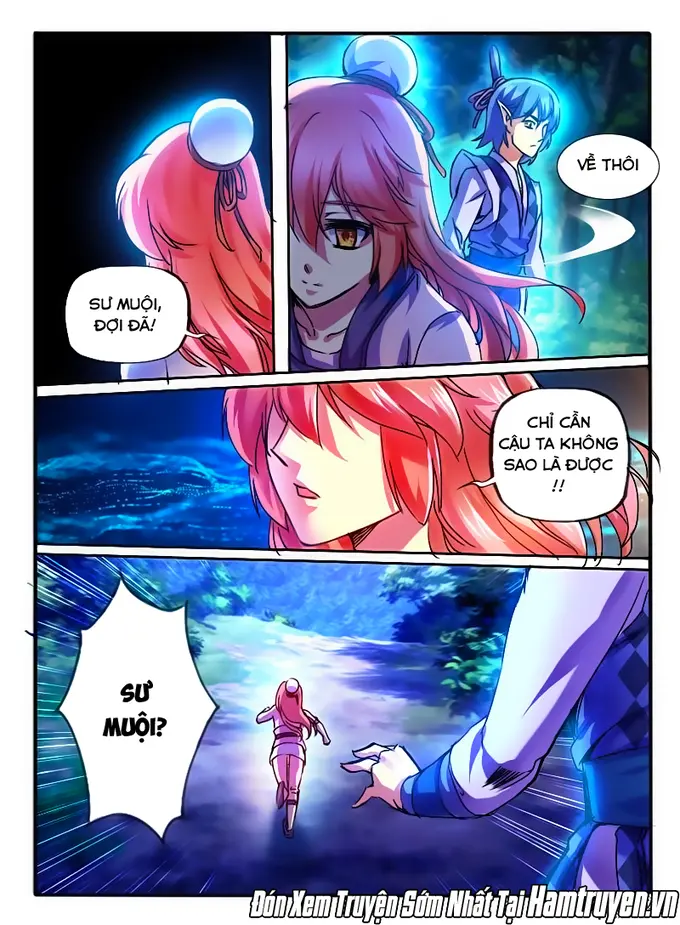 VỀ THÔI
SƯ MUỘI,
ĐỢI ĐÃ!
CHỈ CẦN
CẬU TA KHÔNG
SAO LÀ ĐƯỢC
!!
SƯ
MUỘI?
Đón Xem Truyện Sớm Nhất Tại Hamtruyen.vn